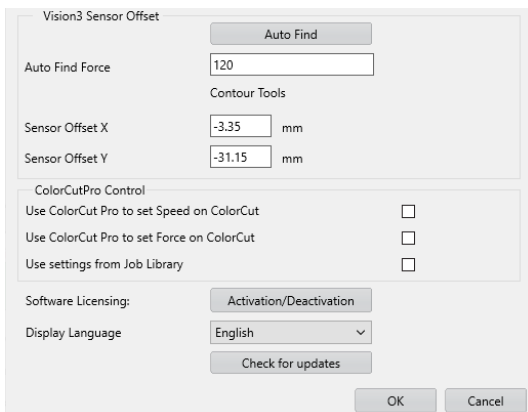 Vision3 Sensor Offset
Auto Find
Auto Find Force 120
Contour Tools
Sensor Offset X -3.35 mm
Sensor Offset Y -31.15 mm
ColorCutPro Control
Use ColorCut Pro to set Speed on ColorCut
Use ColorCut Pro to set Force on ColorCut
Use settings from Job Library
Software Licensing: Activation/Deactivation
Display Language English
Check for updates
OK Cancel